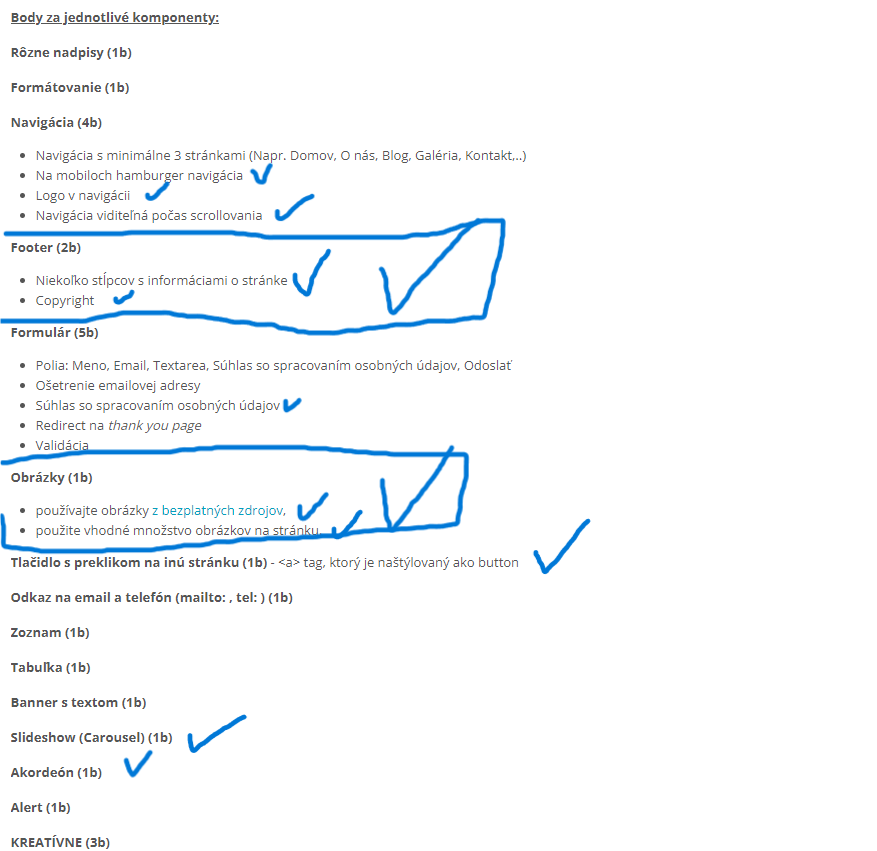 Body za jednotlivé komponenty:
Rôzne nadpisy (1b)
Formátovanie (1b)
Navigácia (4b)
Navigácia s minimálne 3 stránkami (Napr. Domov, O nás, Blog, Galéria, Kontakt,..)
Na mobiloch hamburger navigácia
Logo v navigácii
Navigácia viditeľná počas scrollovania
Footer (2b)
Niekoľko stĺpcov s informáciami o stránke
Copyright
Formulár (5b)
Polia: Meno, Email, Textarea, Súhlas so spracovaním osobných údajov, Odoslať
Ošetrenie emailovej adresy
Súhlas so spracovaním osobných údajov
Redirect na thank you page
Validácia
Obrázky (1b)
používajte obrázky z bezplatných zdrojov,
použite vhodné množstvo obrázkov na stránku
Tlačidlo s preklikom na inú stránku (1b) - <a> tag, ktorý je naštýlovaný ako button
Odkaz na email a telefón (mailto: , tel: ) (1b)
Zoznam (1b)
Tabuľka (1b)
Banner s textom (1b)
Slideshow (Carousel) (1b)
Akordeón (1b)
Alert (1b)
KREATÍVNE (3b)